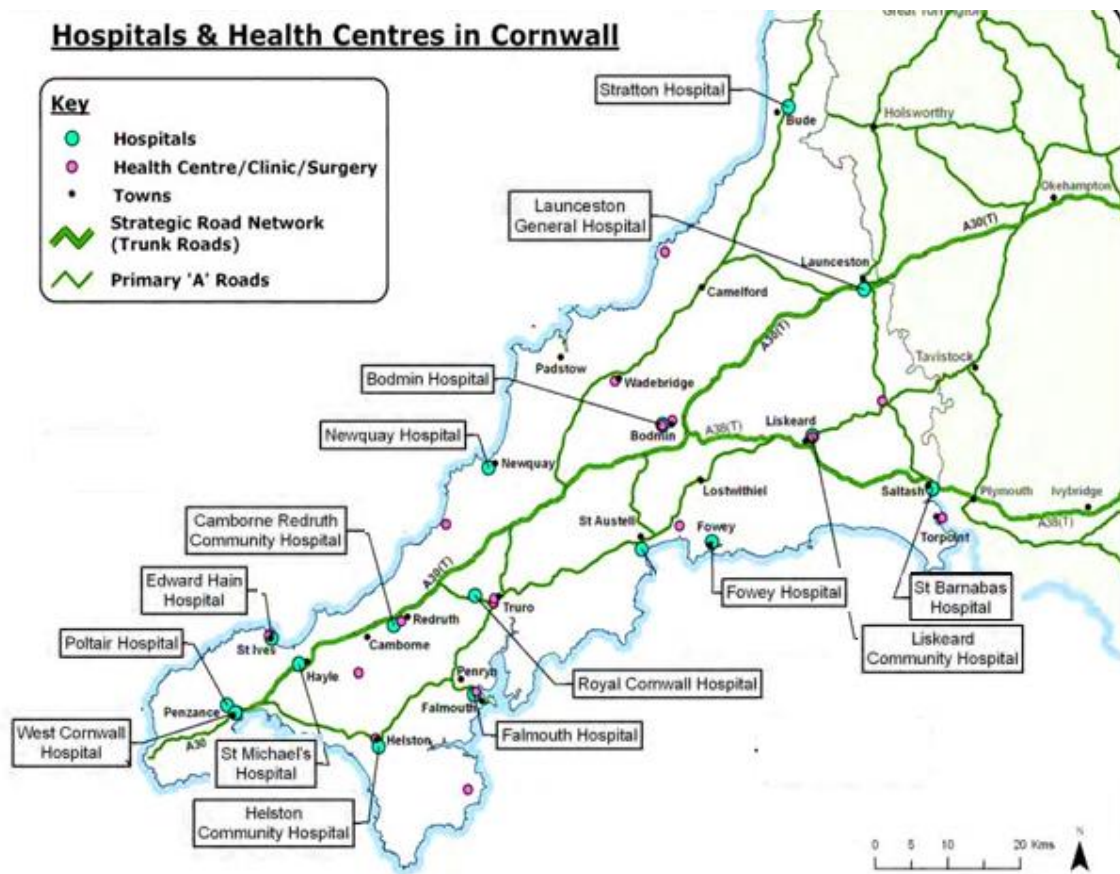 Hospitals & Health Centres in Cornwall
Key
Hospitals
Health Centre/Clinic/Surgery
Towns
Strategic Road Network
(Trunk Roads)
Primary 'A' Roads
Great Torrington
Stratton Hospital
Bude
Holsworthy
Okehampton
Launceston
General Hospital
A30(T)
Launceston
Camelford
A30(T)
Padstow
Tavistock
Bodmin Hospital
Wadebridge
Bodmin
A38(T)
Liskeard
Newquay Hospital
Newquay
Lostwithiel
Saltash
Plymouth
Ivybridge
A38(T)
Torpoint
Camborne Redruth
Community Hospital
St Austell
Fowey
A30(T)
Edward Hain
Hospital
Fowey Hospital
St Barnabas
Hospital
Poltair Hospital
St Ives
Redruth
Camborne
Truro
Liskeard
Community Hospital
Hayle
Penryn
Royal Cornwall Hospital
Penzance
Falmouth
West Cornwall
Hospital
A30
St Michael's
Hospital
Helston
Falmouth Hospital
Helston
Community Hospital
N
0 5 10 20 Kms